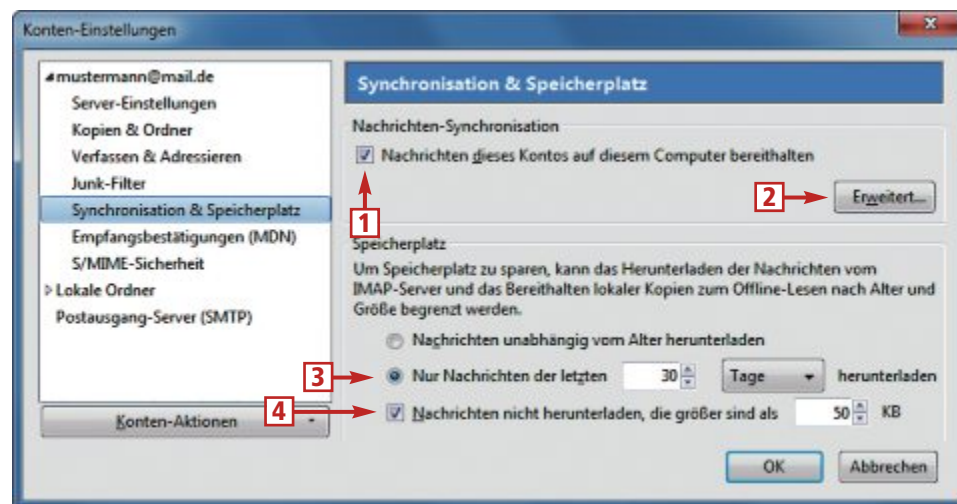 Konten-Einstellungen
mustermann@mail.de
Server-Einstellungen
Kopien & Ordner
Verfassen & Adressieren
Junk-Filter
Synchronisation & Speicherplatz
Empfangsbestätigungen (MDN)
S/MIME-Sicherheit
Lokale Ordner
Postausgang-Server (SMTP)
Konten-Aktionen
Synchronisation & Speicherplatz
Nachrichten-Synchronisation
Nachrichten dieses Kontos auf diesem Computer bereithalten
1
2
Erweitert...
Speicherplatz
Um Speicherplatz zu sparen, kann das Herunterladen der Nachrichten vom
IMAP-Server und das Bereithalten lokaler Kopien zum Offline-Lesen nach Alter und
Größe begrenzt werden.
Nachrichten unabhängig vom Alter herunterladen
3
Nur Nachrichten der letzten 30 Tage herunterladen
4
Nachrichten nicht herunterladen, die größer sind als 50 KB
OK Abbrechen